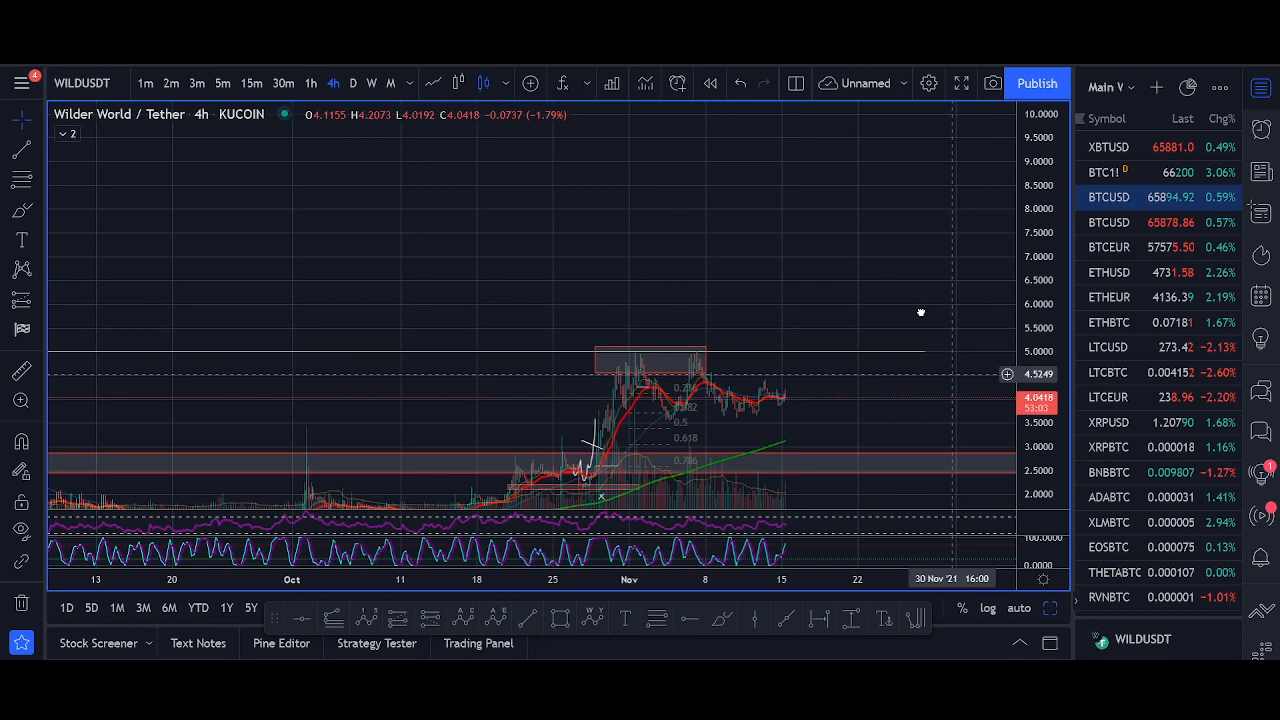 4
WILDUSDT 1m 2m 3m 5m 15m 30m 1h 4h D W M Unnamed Publish
Wilder World / Tether · 4h · KUCOIN O4.1155 H4.2073 L4.0192 C4.0418 -0.0737 (-1.79%)
2
10.0000
9.5000
9.0000
8.5000
8.0000
7.5000
7.0000
6.5000
6.0000
5.5000
5.0000
4.5249
4.0418
53:03
3.5000
3.0000
2.5000
2.0000
0.5
0.618
0.786
100.0000
0.0000
13 20 Oct 11 18 25 Nov 8 15 22 30 Nov '21 16:00
1D 5D 1M 3M 6M YTD 1Y 5Y % log auto
Stock Screener Text Notes Pine Editor Strategy Tester Trading Panel
Symbol Last Chg%
XBTUSD 65881.0 0.49%
BTC1! D 66200 3.06%
BTCUSD 65894.92 0.59%
BTCUSD 65878.86 0.57%
BTCEUR 57575.50 0.46%
ETHUSD 4731.58 2.26%
ETHEUR 4136.39 2.19%
ETHBTC 0.07181 1.67%
LTCUSD 273.42 −2.13%
LTCBTC 0.004152 −2.60%
LTCEUR 238.96 −2.20%
XRPUSD 1.20790 1.68%
XRPBTC 0.000018 1.16%
BNBBTC 0.009807 −1.27%
ADABTC 0.000031 1.41%
XLMBTC 0.000005 2.94%
EOSBTC 0.000075 0.13%
THETABTC 0.000107 0.00%
RVNBTC 0.000001 −1.01%
WILDUSDT
1